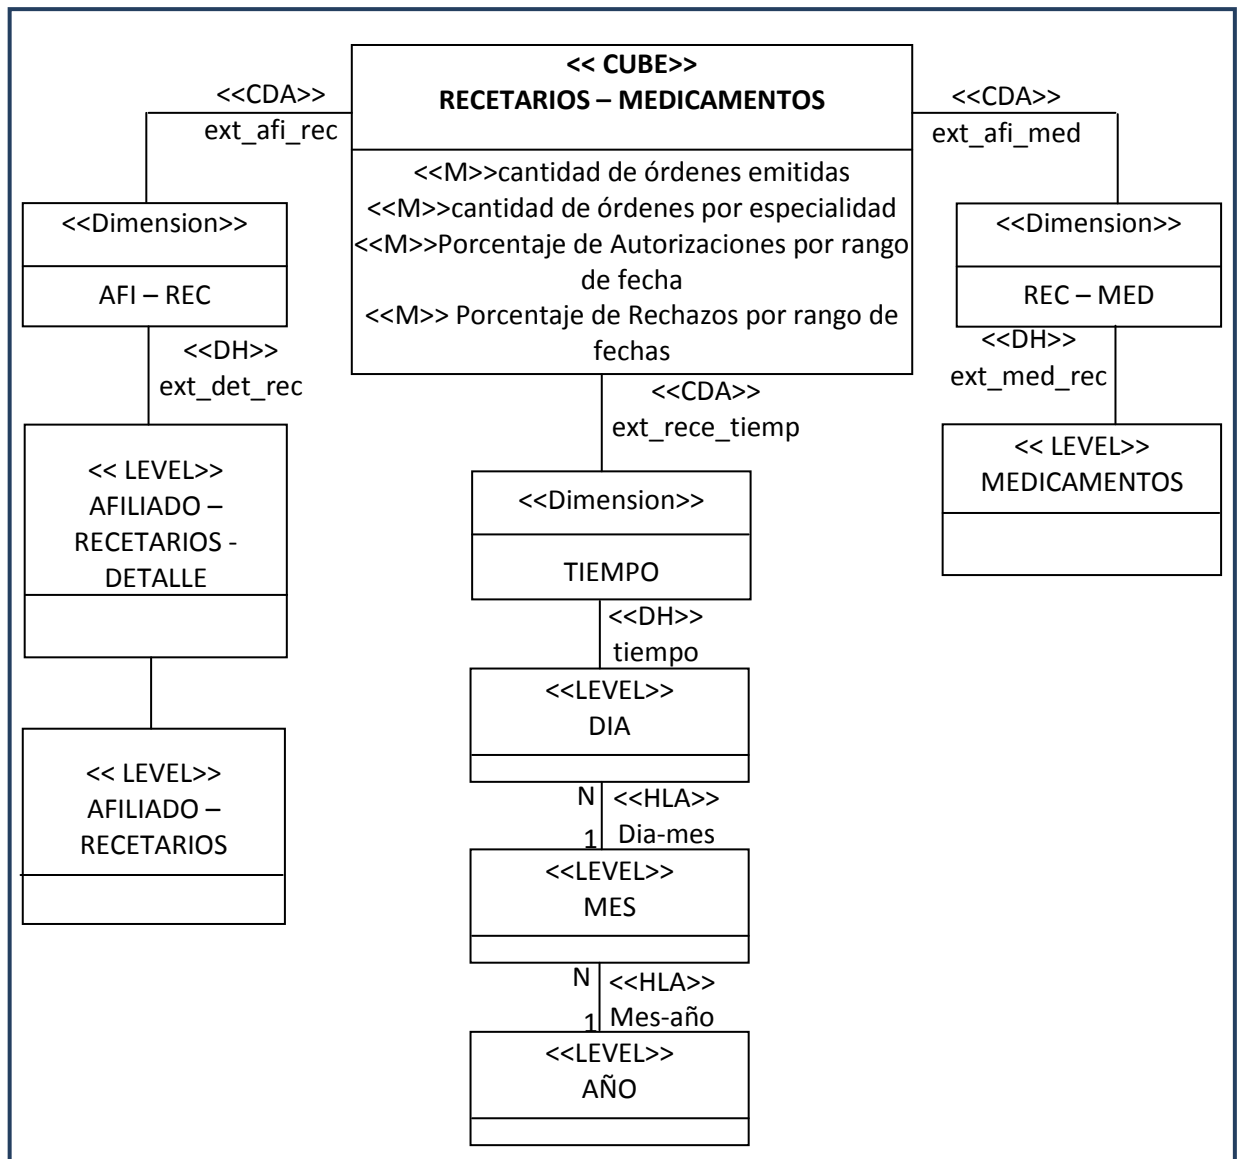 << CUBE>>
RECETARIOS – MEDICAMENTOS
<<M>>cantidad de órdenes emitidas
<<M>>cantidad de órdenes por especialidad
<<M>>Porcentaje de Autorizaciones por rango
de fecha
<<M>> Porcentaje de Rechazos por rango de
fechas
<<CDA>>
ext_afi_rec
<<Dimension>>
AFI – REC
<<DH>>
ext_det_rec
<< LEVEL>>
AFILIADO –
RECETARIOS -
DETALLE
<< LEVEL>>
AFILIADO –
RECETARIOS
<<CDA>>
ext_rece_tiemp
<<Dimension>>
TIEMPO
<<DH>>
tiempo
<<LEVEL>>
DIA
N <<HLA>>
1 Dia-mes
<<LEVEL>>
MES
N <<HLA>>
1 Mes-año
<<LEVEL>>
AÑO
<<CDA>>
ext_afi_med
<<Dimension>>
REC – MED
<<DH>>
ext_med_rec
<< LEVEL>>
MEDICAMENTOS